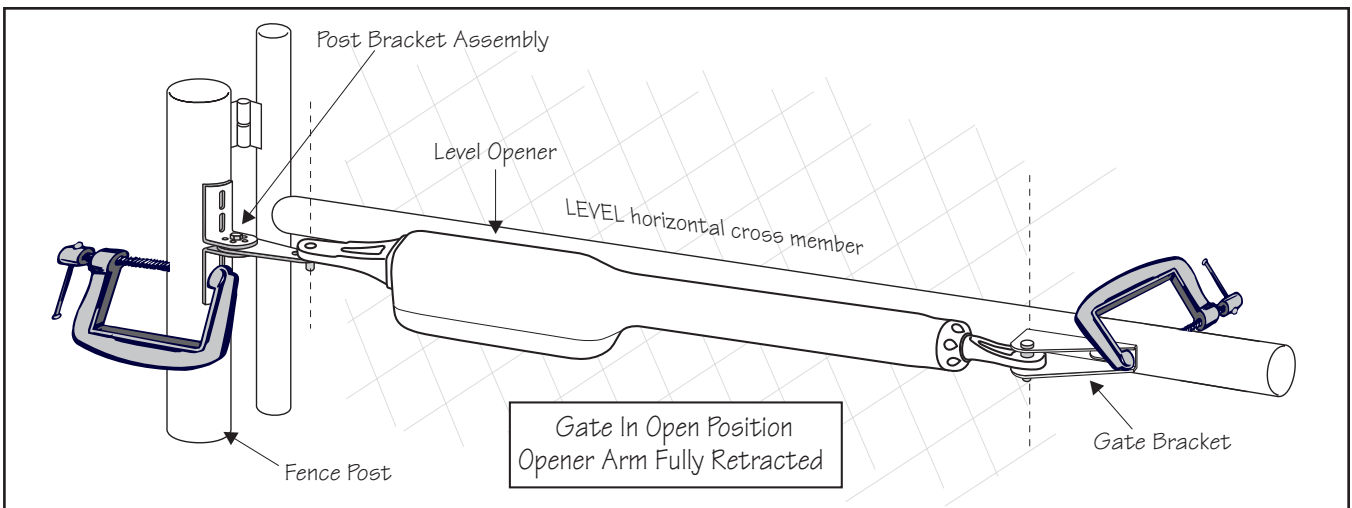 Post Bracket Assembly
Level Opener
LEVEL horizontal cross member
Gate In Open Position
Opener Arm Fully Retracted
Gate Bracket
Fence Post